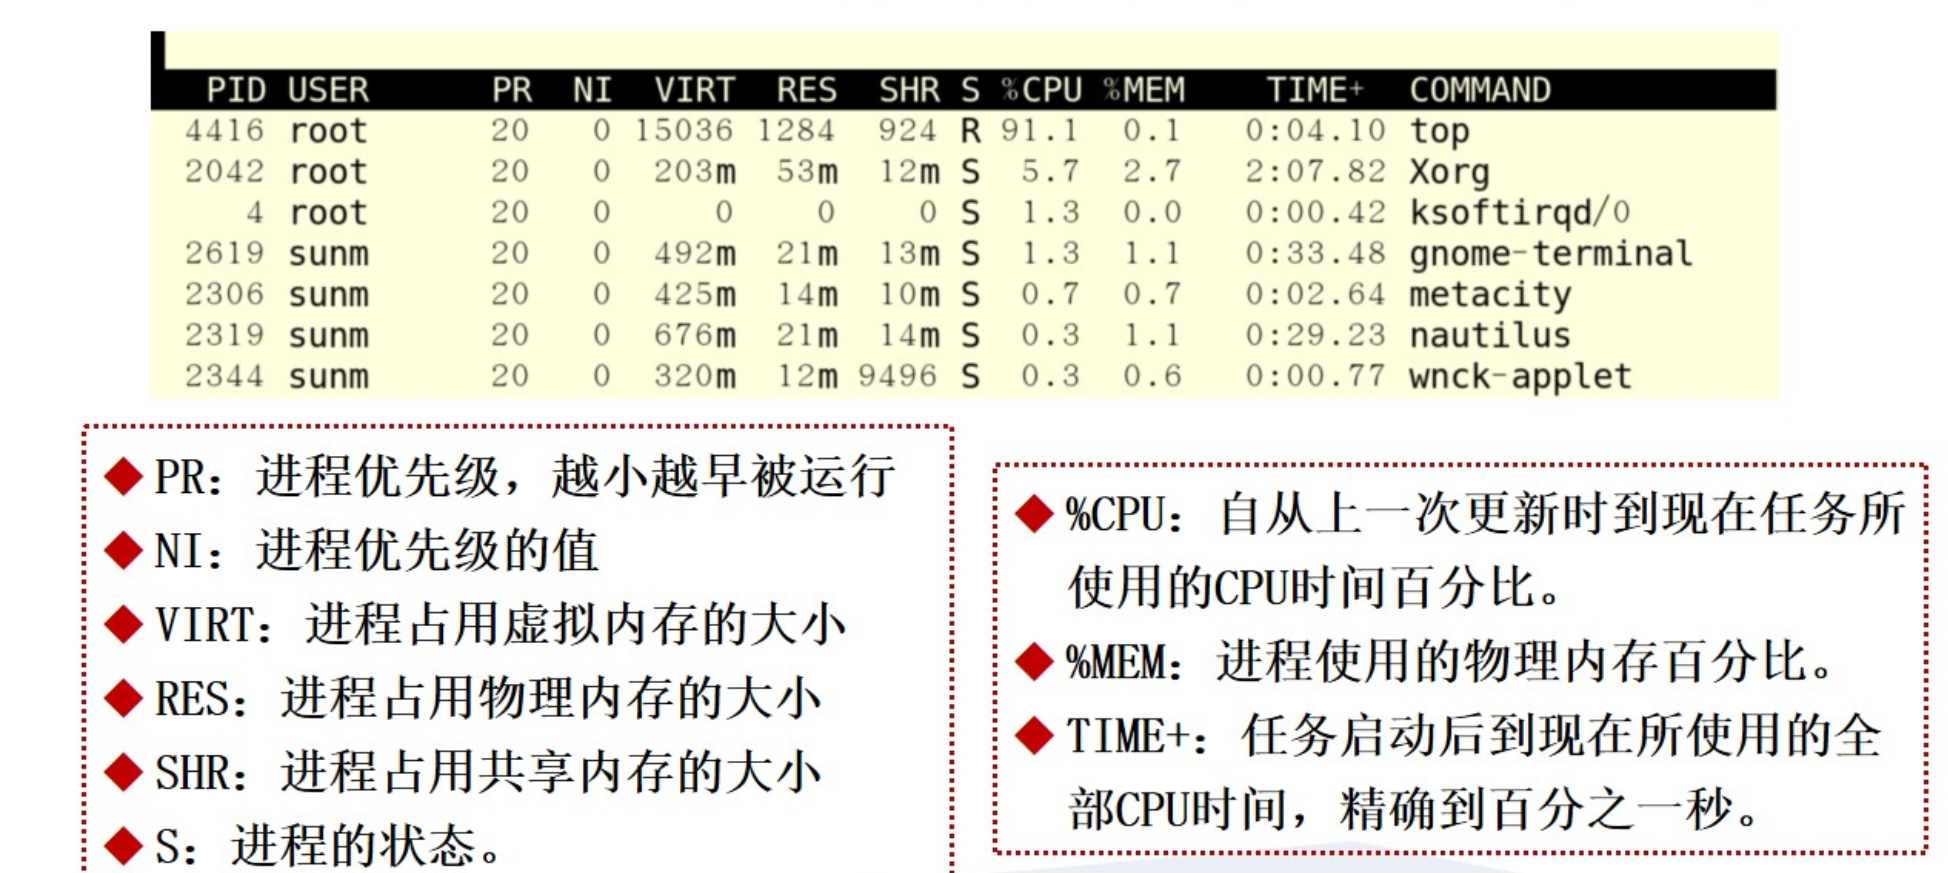 PID USER PR NI VIRT RES SHR S %CPU %MEM TIME+ COMMAND
4416 root 20 0 15036 1284 924 R 91.1 0.1 0:04.10 top
2042 root 20 0 203m 53m 12m S 5.7 2.7 2:07.82 Xorg
4 root 20 0 0 0 0 S 1.3 0.0 0:00.42 ksoftirqd/0
2619 sunm 20 0 492m 21m 13m S 1.3 1.1 0:33.48 gnome-terminal
2306 sunm 20 0 425m 14m 10m S 0.7 0.7 0:02.64 metacity
2319 sunm 20 0 676m 21m 14m S 0.3 1.1 0:29.23 nautilus
2344 sunm 20 0 320m 12m 9496 S 0.3 0.6 0:00.77 wnck-applet
◆PR：进程优先级，越小越早被运行
◆NI：进程优先级的值
◆VIRT：进程占用虚拟内存的大小
◆RES：进程占用物理内存的大小
◆SHR：进程占用共享内存的大小
◆S：进程的状态。
◆%CPU：自从上一次更新时到现在任务所
使用的CPU时间百分比。
◆%MEM：进程使用的物理内存百分比。
◆TIME+：任务启动后到现在所使用的全
部CPU时间，精确到百分之一秒。